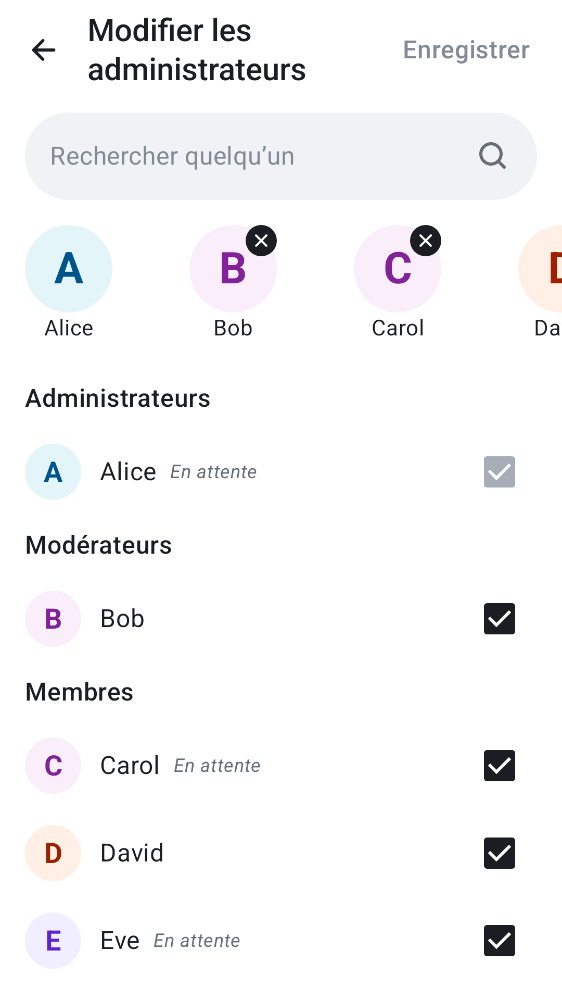 Modifier les
administrateurs
Enregistrer
Rechercher quelqu’un
A
B
C
D
Alice
Bob
Carol
Da
Administrateurs
A Alice En attente
Modérateurs
B Bob
Membres
C Carol En attente
D David
E Eve En attente